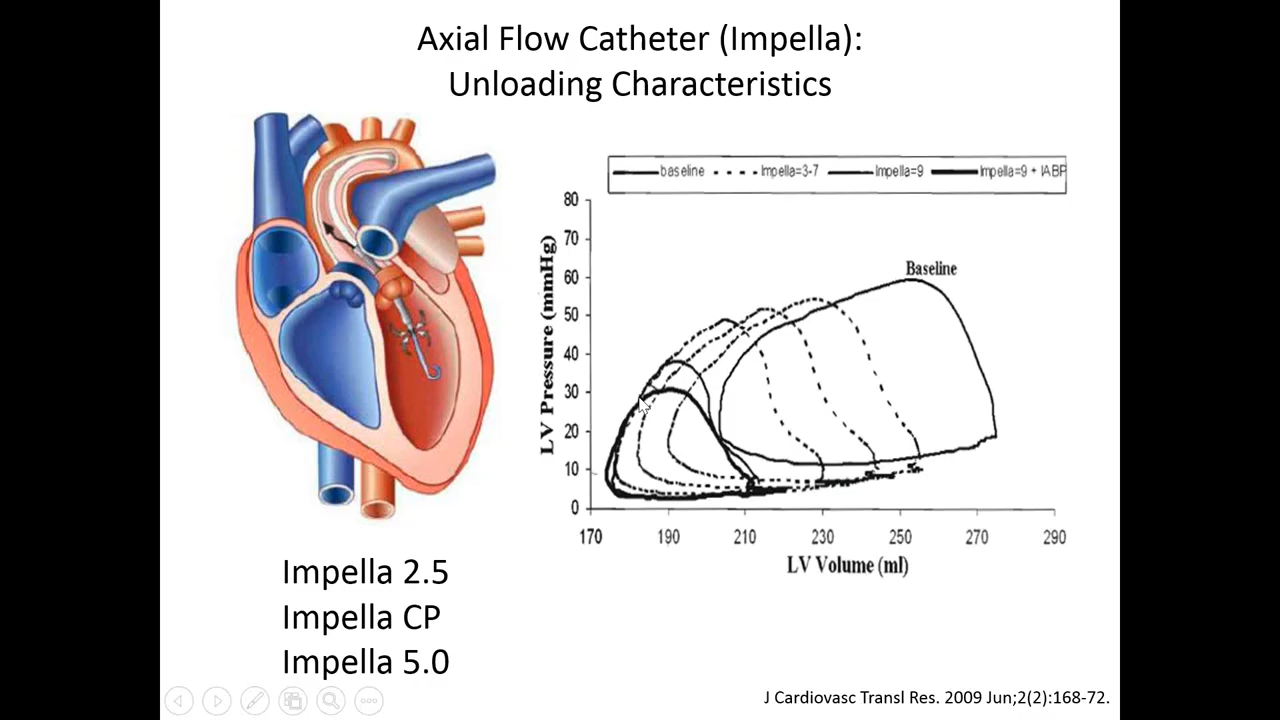 Axial Flow Catheter (Impella):
Unloading Characteristics
baseline Impella=3-7 Impella=9 Impella=9 + IABP
80
70
60
50
40
30
20
10
0
LV Pressure (mmHg)
Baseline
170 190 210 230 250 270 290
LV Volume (ml)
Impella 2.5
Impella CP
Impella 5.0
J Cardiovasc Transl Res. 2009 Jun;2(2):168-72.